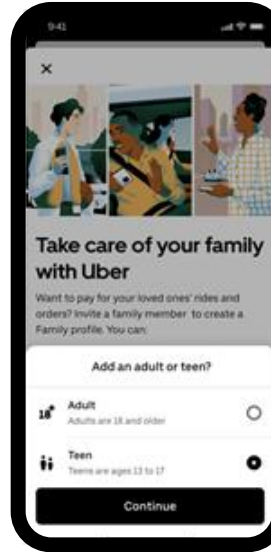 9:41
Take care of your family
with Uber
Want to pay for your loved ones' rides and
orders? Invite a family member to create a
Family profile. You can:
Add an adult or teen?
18+
Adult
Adults are 18 and older
Teen
Teens are ages 13 to 17
Continue